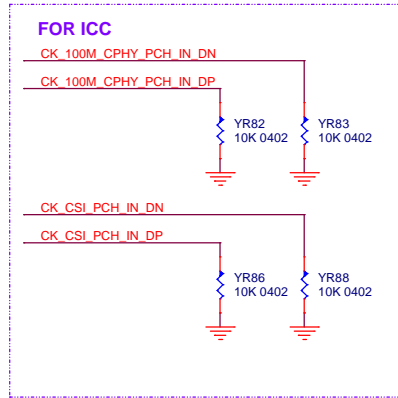 FOR ICC
CK_100M_CPHY_PCH_IN_DN
CK_100M_CPHY_PCH_IN_DP
YR82
10K 0402
YR83
10K 0402
CK_CSI_PCH_IN_DN
CK_CSI_PCH_IN_DP
YR86
10K 0402
YR88
10K 0402